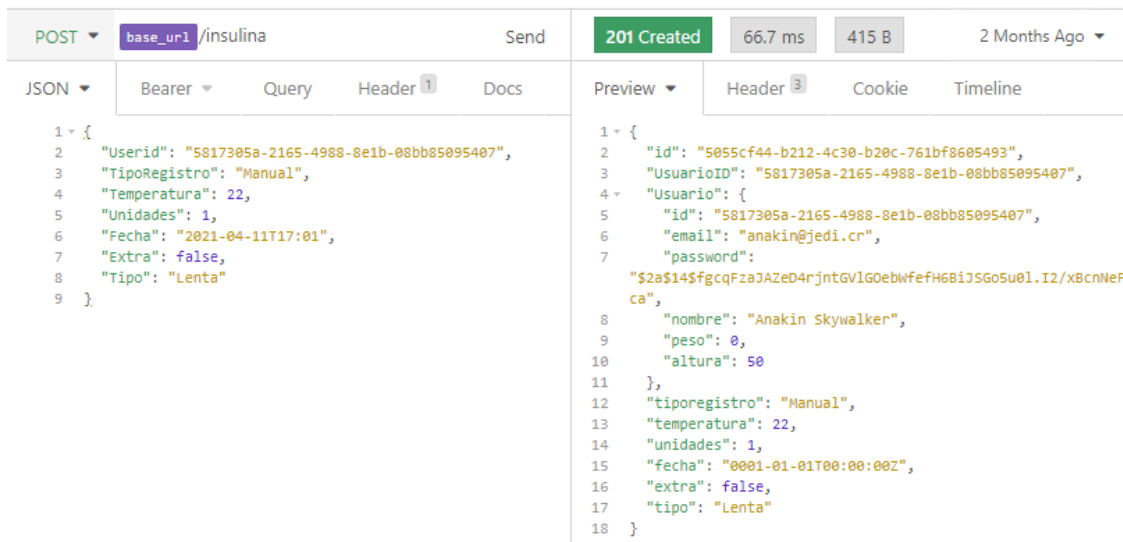 POST base_url /insulina Send
JSON Bearer Query Header 1 Docs
1 {
2 "Userid": "5817305a-2165-4988-8e1b-08bb85095407",
3 "TipoRegistro": "Manual",
4 "Temperatura": 22,
5 "Unidades": 1,
6 "Fecha": "2021-04-11T17:01",
7 "Extra": false,
8 "Tipo": "Lenta"
9 }
201 Created 66.7 ms 415 B 2 Months Ago
Preview Header 3 Cookie Timeline
1 {
2 "id": "5055cf44-b212-4c30-b20c-761bf8605493",
3 "UsuarioID": "5817305a-2165-4988-8e1b-08bb85095407",
4 "Usuario": {
5 "id": "5817305a-2165-4988-8e1b-08bb85095407",
6 "email": "anakin@jedi.cr",
7 "password":
"$2a$14$fgcqFzaJAZeD4rjntGVlGOebWfefH6BiJSGo5u0l.I2/xBcnNeF
ca",
8 "nombre": "Anakin Skywalker",
9 "peso": 0,
10 "altura": 50
11 },
12 "tiporegistro": "Manual",
13 "temperatura": 22,
14 "unidades": 1,
15 "fecha": "0001-01-01T00:00:00Z",
16 "extra": false,
17 "tipo": "Lenta"
18 }